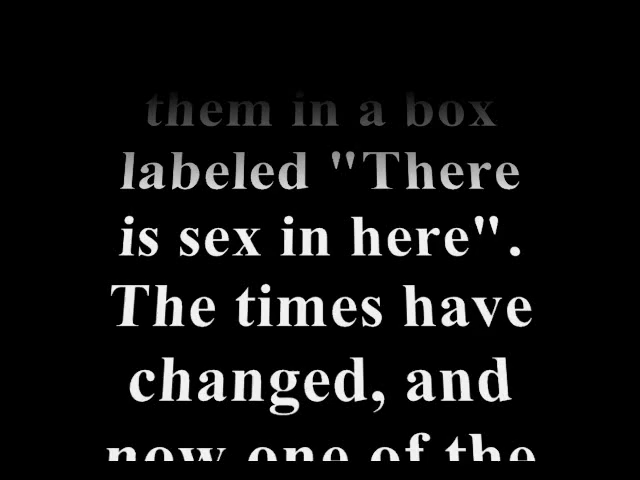 them in a box
labeled "There
is sex in here".
The times have
changed, and
now one of the